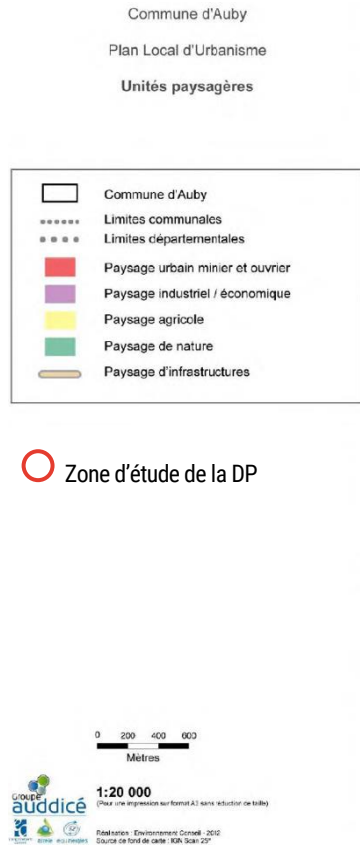 Commune d'Auby
Plan Local d'Urbanisme
Unités paysagères
Commune d'Auby
Limites communales
Limites départementales
Paysage urbain minier et ouvrier
Paysage industriel / économique
Paysage agricole
Paysage de nature
Paysage d'infrastructures
Zone d'étude de la DP
0 200 400 600
Mètres
Groupe
auddicé
1:20 000
(Pour une impression sur format A3 sans réduction de taille)
Réalisation : Environnement Conseil - 2012
Source de fond de carte : IGN Scan 25®